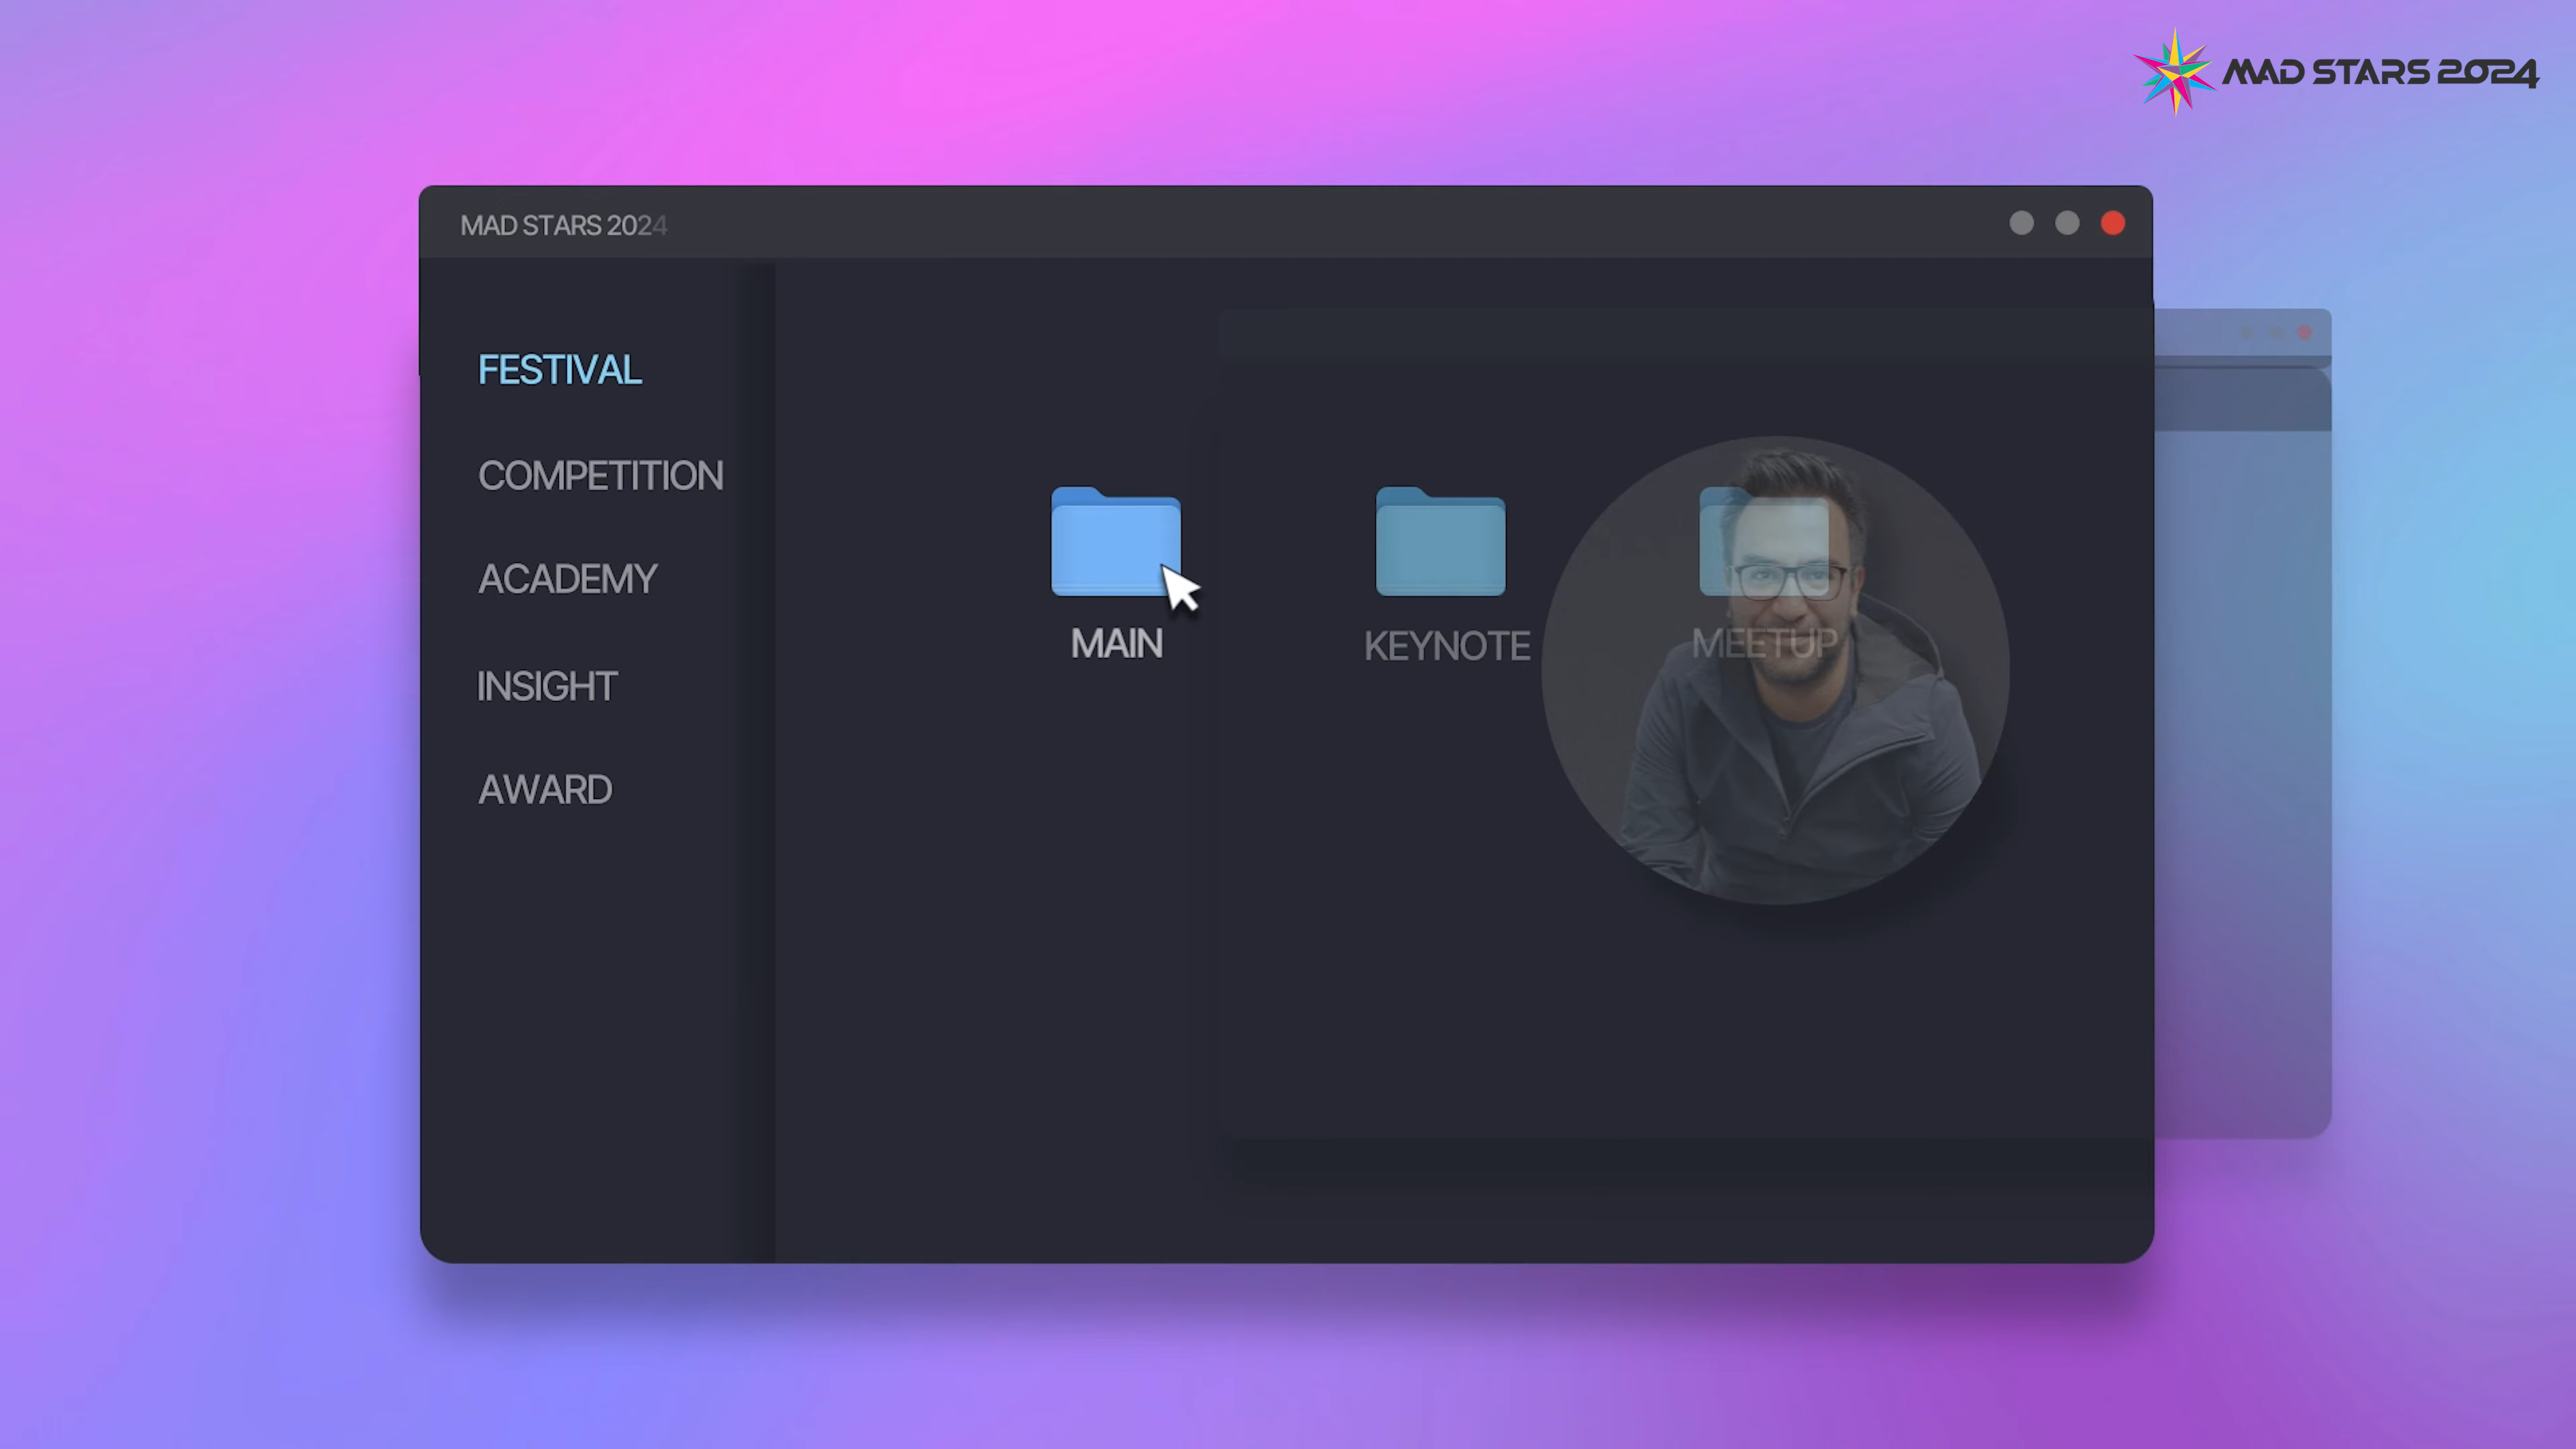 MAD STARS 2024
MAD STARS 2024
FESTIVAL
COMPETITION
ACADEMY
INSIGHT
AWARD
MAIN
KEYNOTE
MEETUP